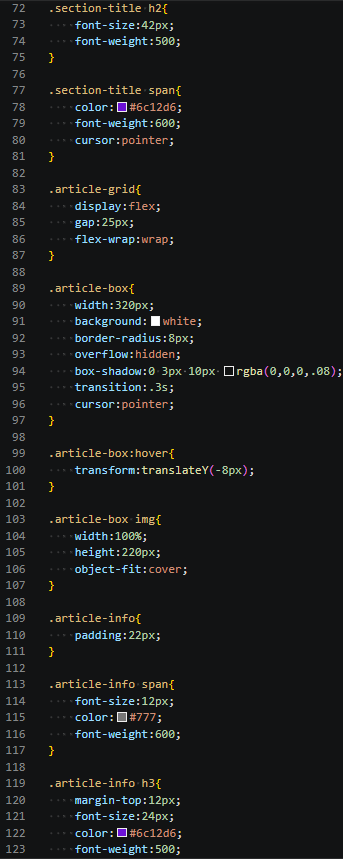 72 .section-title h2{
73     font-size:42px;
74     font-weight:500;
75 }
76
77 .section-title span{
78     color:#6c12d6;
79     font-weight:600;
80     cursor:pointer;
81 }
82
83 .article-grid{
84     display:flex;
85     gap:25px;
86     flex-wrap:wrap;
87 }
88
89 .article-box{
90     width:320px;
91     background:white;
92     border-radius:8px;
93     overflow:hidden;
94     box-shadow:0 3px 10px rgba(0,0,0,.08);
95     transition:.3s;
96     cursor:pointer;
97 }
98
99 .article-box:hover{
100     transform:translateY(-8px);
101 }
102
103 .article-box img{
104     width:100%;
105     height:220px;
106     object-fit:cover;
107 }
108
109 .article-info{
110     padding:22px;
111 }
112
113 .article-info span{
114     font-size:12px;
115     color:#777;
116     font-weight:600;
117 }
118
119 .article-info h3{
120     margin-top:12px;
121     font-size:24px;
122     color:#6c12d6;
123     font-weight:500;